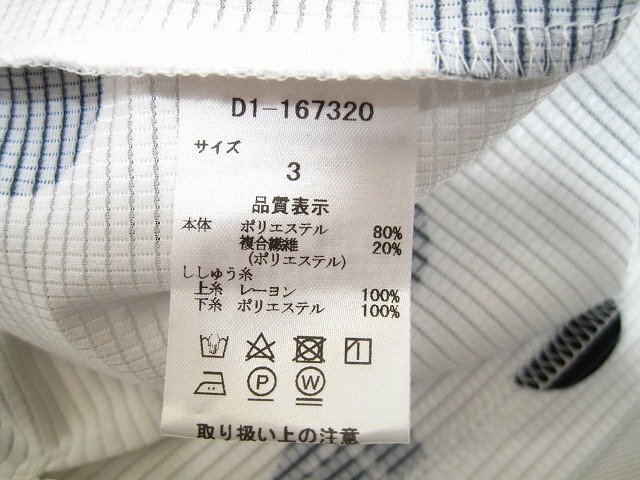 D1-167320
サイズ
3
品質表示
本体 ポリエステル 80%
複合繊維 20%
(ポリエステル)
ししゅう糸
上糸 レーヨン 100%
下糸 ポリエステル 100%
P W
取り扱い上の注意